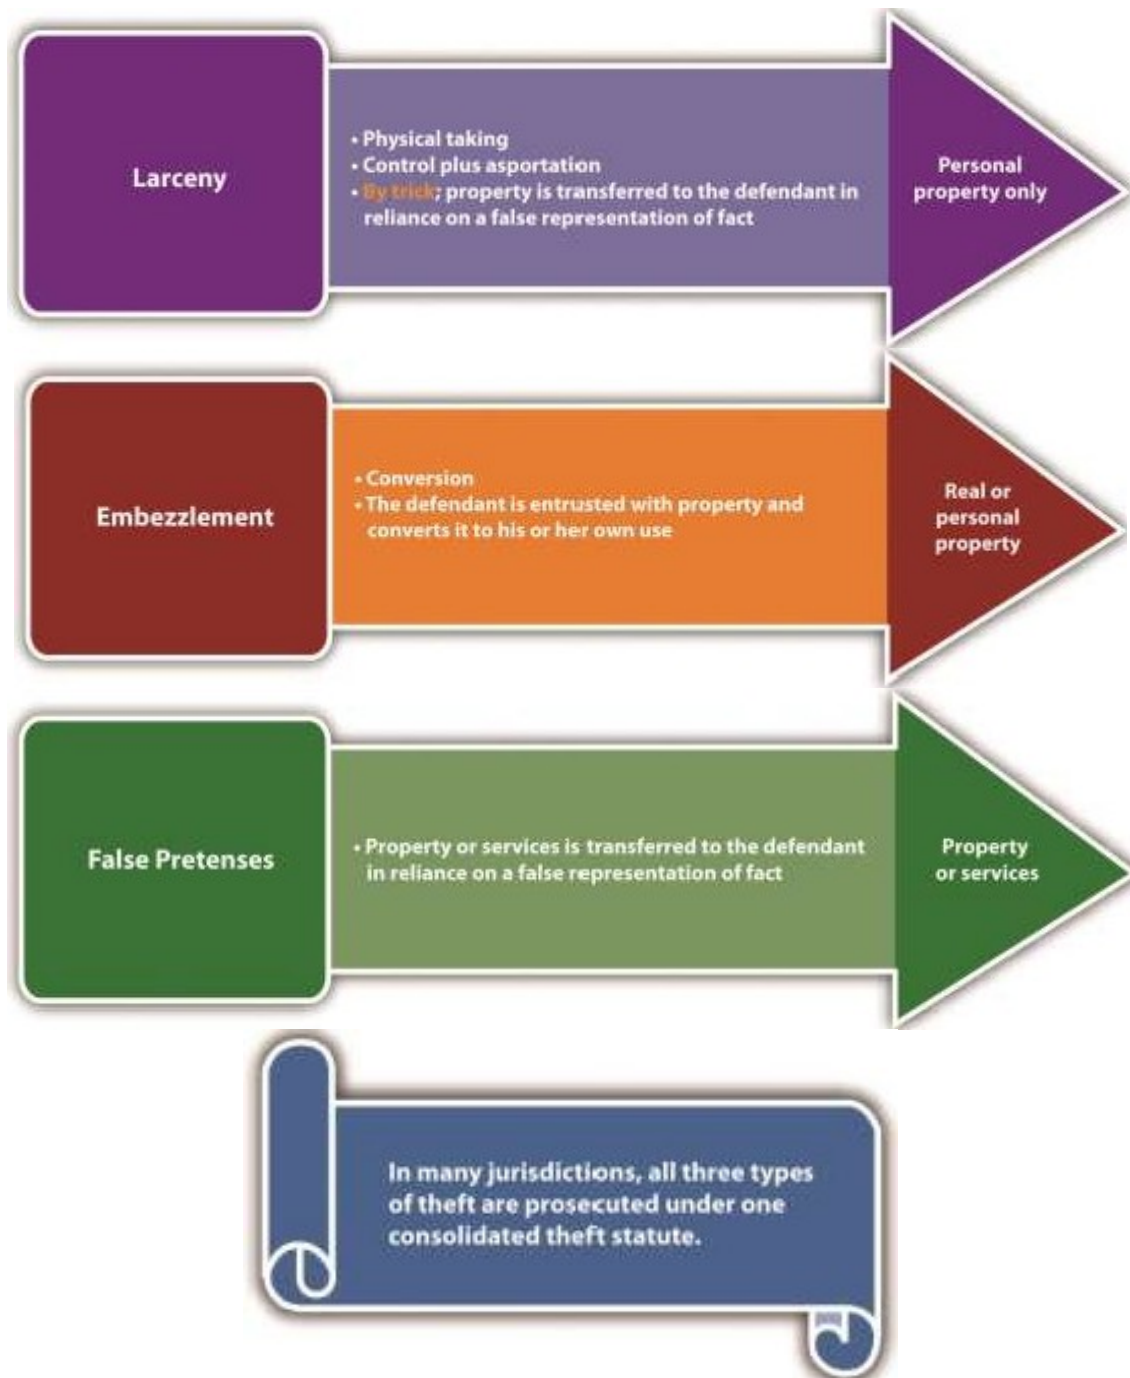 Larceny
• Physical taking
• Control plus asportation
• By trick; property is transferred to the defendant in
reliance on a false representation of fact
Personal
property only
Embezzlement
• Conversion
• The defendant is entrusted with property and
converts it to his or her own use
Real or
personal
property
False Pretenses
• Property or services is transferred to the defendant
in reliance on a false representation of fact
Property
or services
In many jurisdictions, all three types
of theft are prosecuted under one
consolidated theft statute.